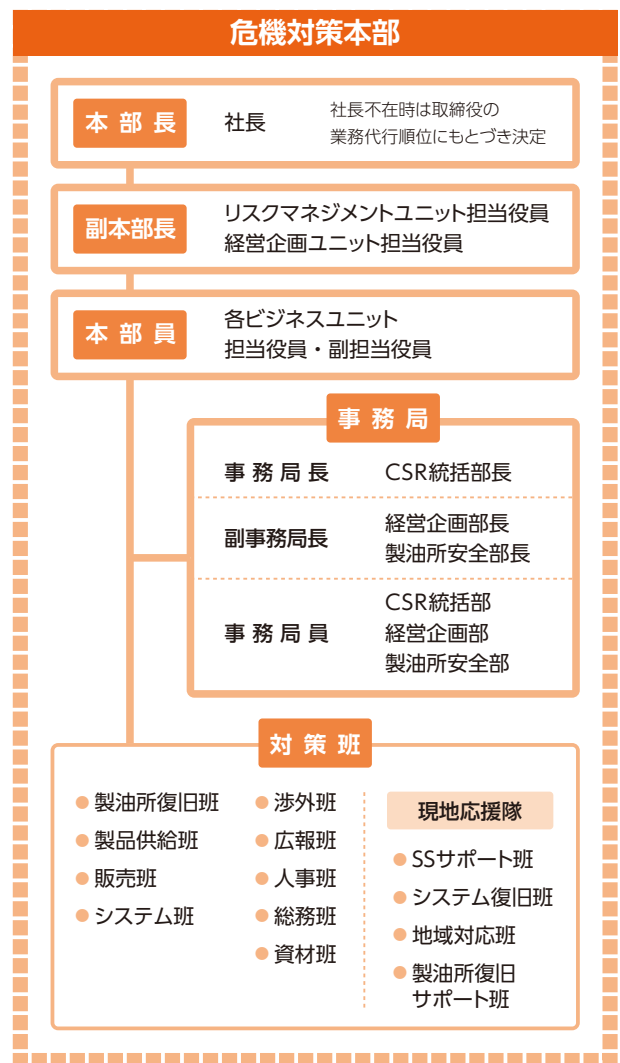 危機対策本部
本部長
社長
社長不在時は取締役の
業務代行順位にもとづき決定
副本部長
リスクマネジメントユニット担当役員
経営企画ユニット担当役員
本部員
各ビジネスユニット
担当役員・副担当役員
事務局
事務局長
CSR統括部長
副事務局長
経営企画部長
製油所安全部長
事務局員
CSR統括部
経営企画部
製油所安全部
対策班
製油所復旧班
製品供給班
販売班
システム班
渉外班
広報班
人事班
総務班
資材班
現地応援隊
SSサポート班
システム復旧班
地域対応班
製油所復旧
サポート班